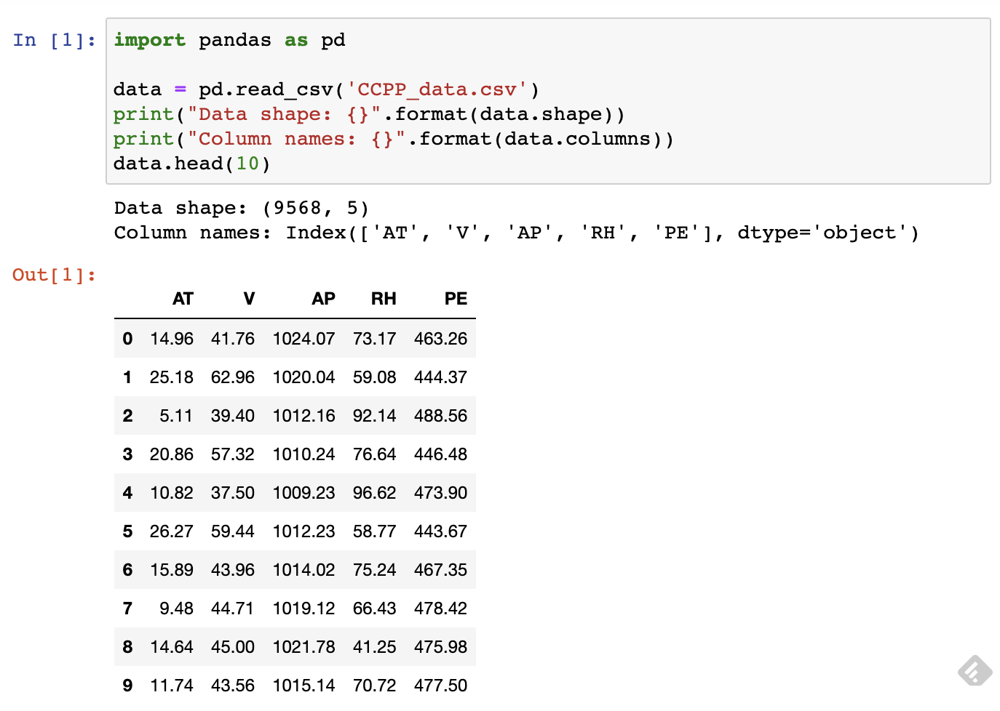 In [1]: import pandas as pd
data = pd.read_csv('CCPP_data.csv')
print("Data shape: {}".format(data.shape))
print("Column names: {}".format(data.columns))
data.head(10)
Data shape: (9568, 5)
Column names: Index(['AT', 'V', 'AP', 'RH', 'PE'], dtype='object')
Out[1]:
AT V AP RH PE
0 14.96 41.76 1024.07 73.17 463.26
1 25.18 62.96 1020.04 59.08 444.37
2 5.11 39.40 1012.16 92.14 488.56
3 20.86 57.32 1010.24 76.64 446.48
4 10.82 37.50 1009.23 96.62 473.90
5 26.27 59.44 1012.23 58.77 443.67
6 15.89 43.96 1014.02 75.24 467.35
7 9.48 44.71 1019.12 66.43 478.42
8 14.64 45.00 1021.78 41.25 475.98
9 11.74 43.56 1015.14 70.72 477.50